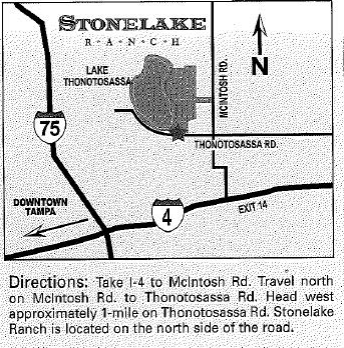 STONELAKE
R • A • N • C • H
LAKE
THONOTOSASSA
MCINTOSH RD.
N
75
THONOTOSASSA RD.
DOWNTOWN
TAMPA
4
EXIT 14
Directions: Take I-4 to McIntosh Rd. Travel north
on McIntosh Rd. to Thonotosassa Rd. Head west
approximately 1-mile on Thonotosassa Rd. Stonelake
Ranch is located on the north side of the road.